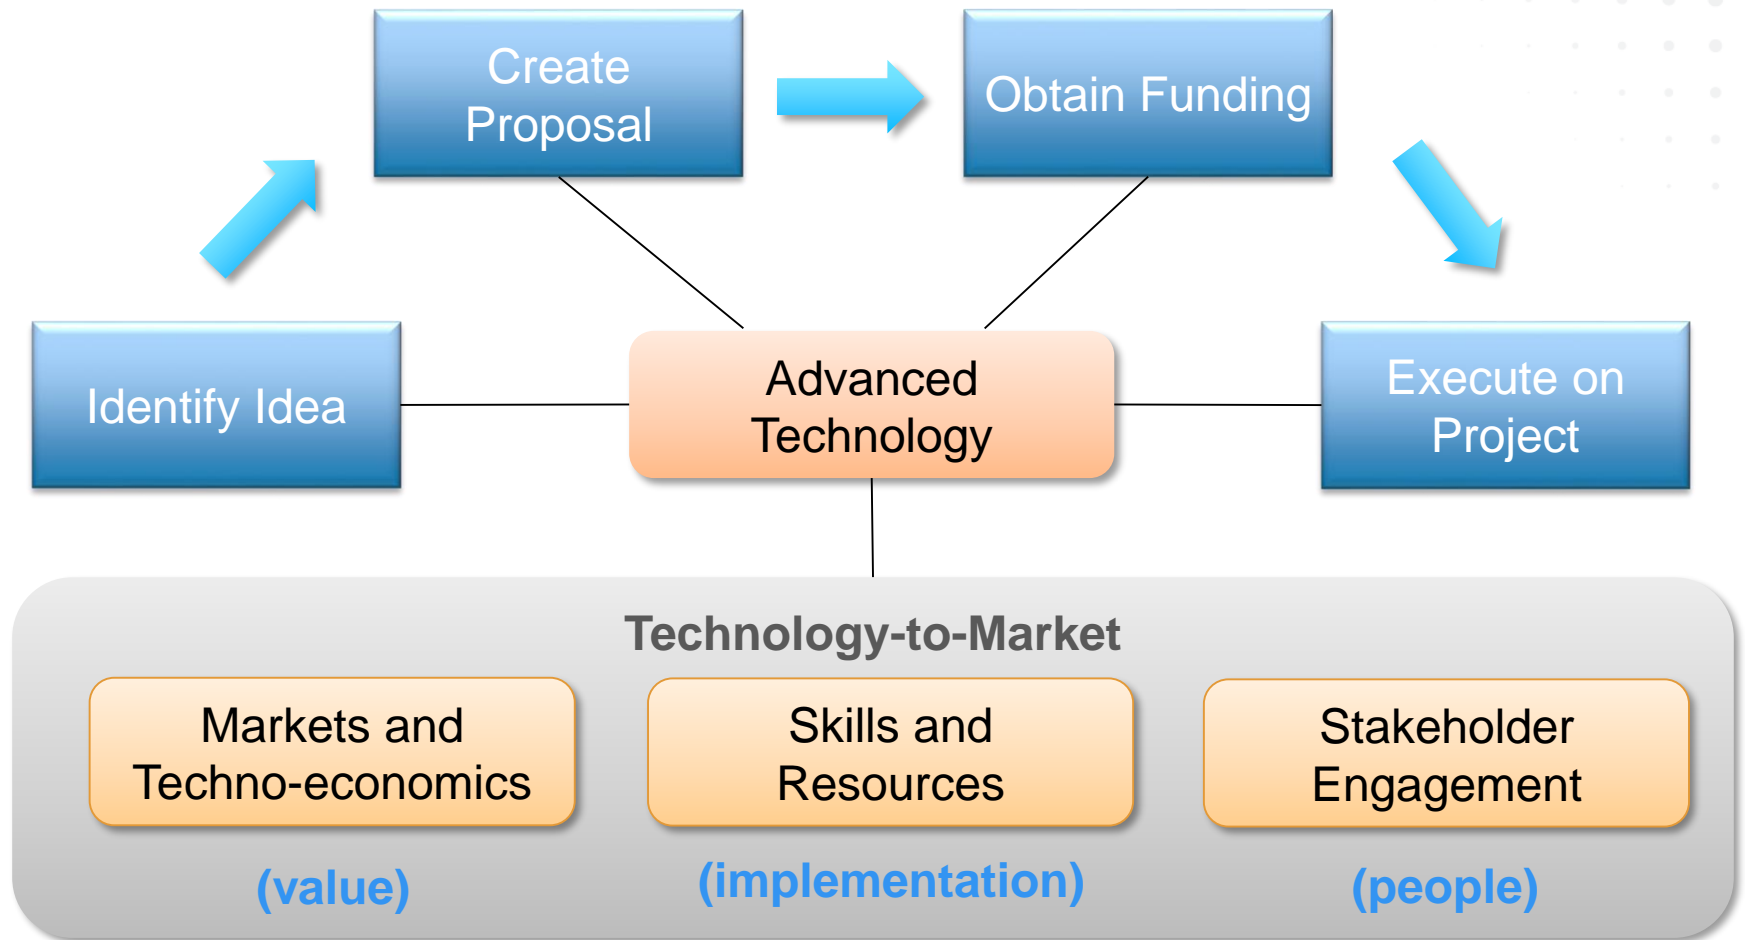 Create
Proposal
Obtain Funding
Identify Idea
Advanced
Technology
Execute on
Project
Technology-to-Market
Markets and
Techno-economics
Skills and
Resources
Stakeholder
Engagement
(value)
(implementation)
(people)